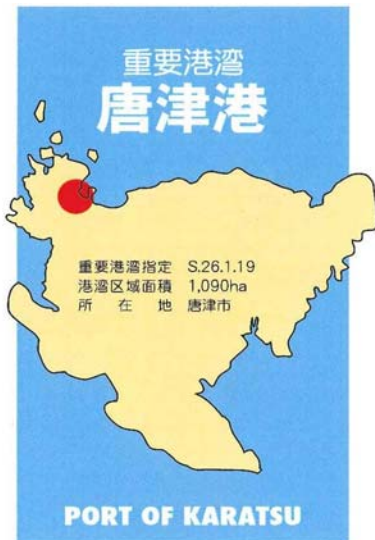 重要港湾
唐津港
重要港湾指定 S.26.1.19
港湾区域面積 1,090ha
所在地 唐津市
PORT OF KARATSU